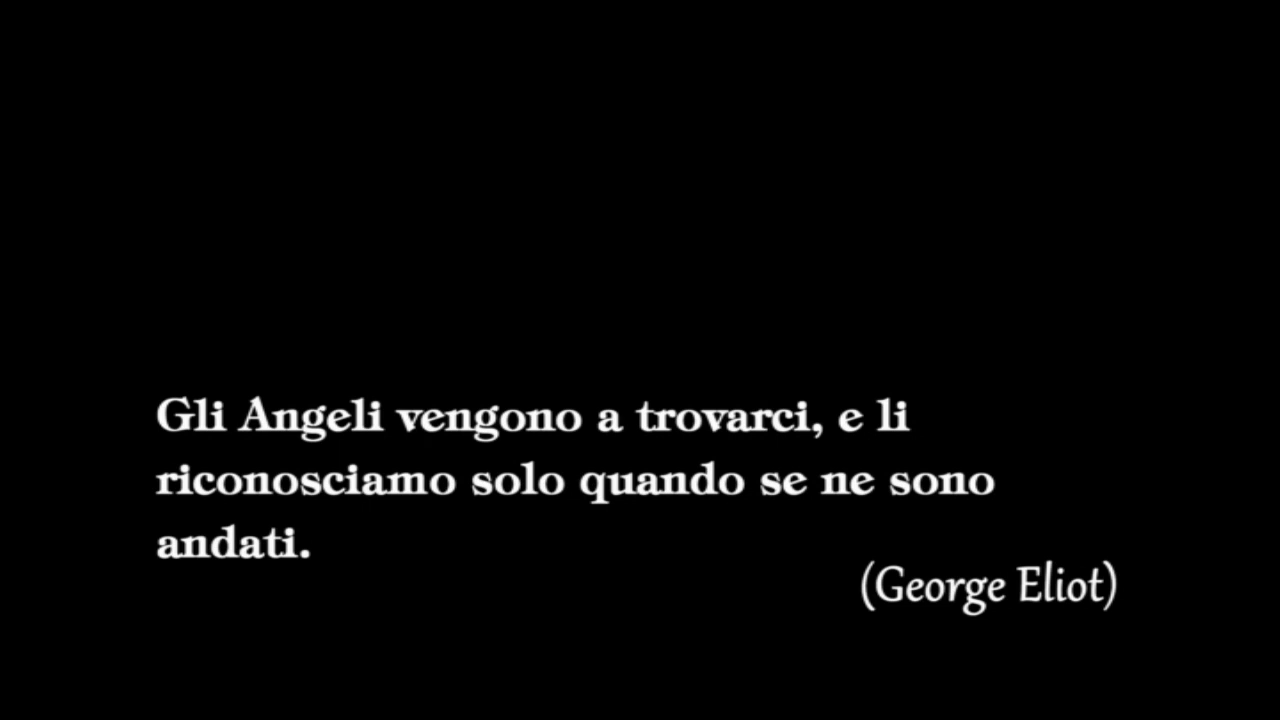 Gli Angeli vengono a trovarci, e li
riconosciamo solo quando se ne sono
andati.
(George Eliot)